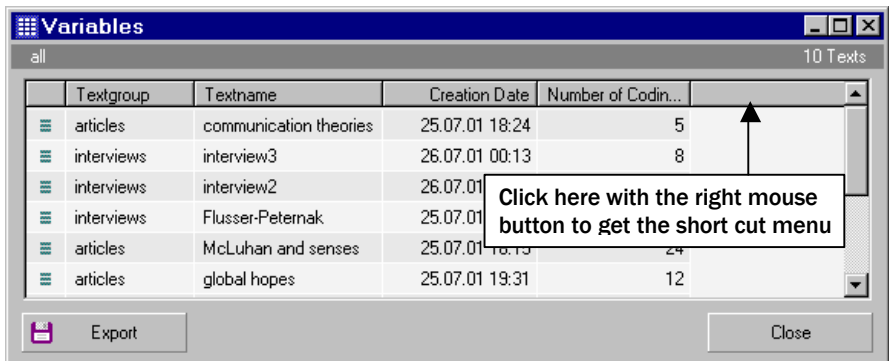 Variables
all 10 Texts
Textgroup Textname Creation Date Number of Codin...
articles communication theories 25.07.01 18:24 5
interviews interview3 26.07.01 00:13 8
interviews interview2 26.07.01
interviews Flusser-Peternak 25.07.01
articles McLuhan and senses 25.07.01 18:15 24
articles global hopes 25.07.01 19:31 12
Click here with the right mouse
button to get the short cut menu
Export Close